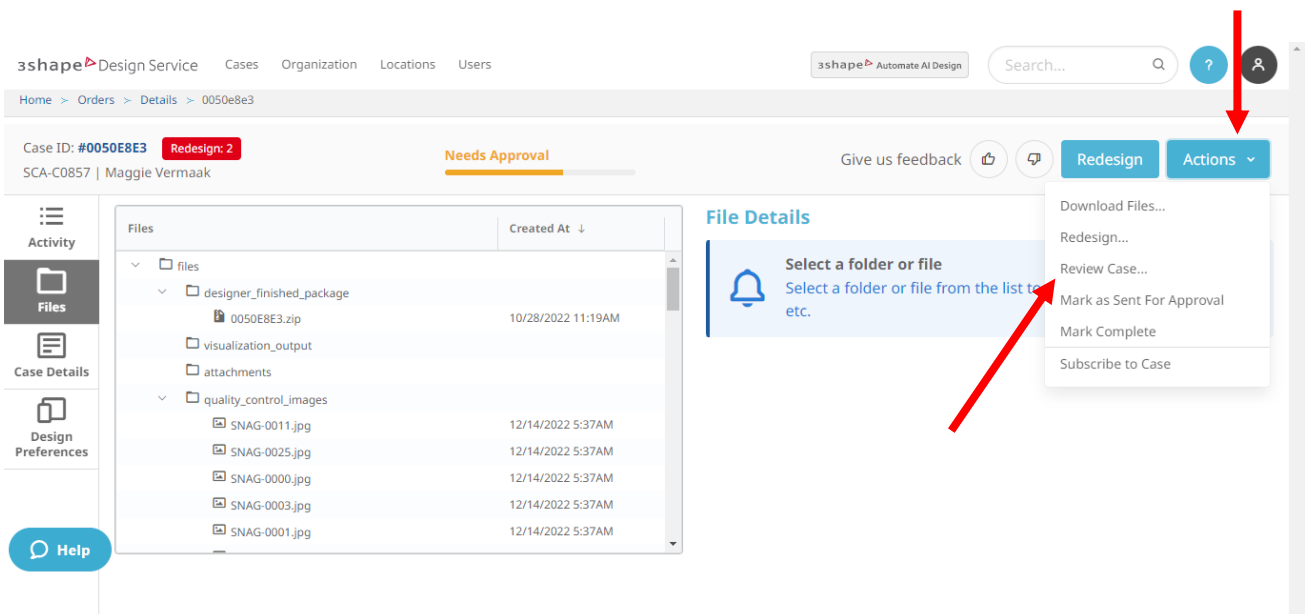 3shape Design Service Cases Organization Locations Users 3shape Automate AI Design Search... ?
Home > Orders > Details > 0050e8e3
Case ID: #0050E8E3 Redesign: 2
SCA-C0857 | Maggie Vermaak
Needs Approval
Give us feedback Redesign Actions
Download Files...
Redesign...
Review Case...
Mark as Sent For Approval
Mark Complete
Subscribe to Case
Activity
Files
Case Details
Design
Preferences
Help
Files Created At ↓
files
designer_finished_package
0050E8E3.zip 10/28/2022 11:19AM
visualization_output
attachments
quality_control_images
SNAG-0011.jpg 12/14/2022 5:37AM
SNAG-0025.jpg 12/14/2022 5:37AM
SNAG-0000.jpg 12/14/2022 5:37AM
SNAG-0003.jpg 12/14/2022 5:37AM
SNAG-0001.jpg 12/14/2022 5:37AM
File Details
Select a folder or file
Select a folder or file from the list to
etc.